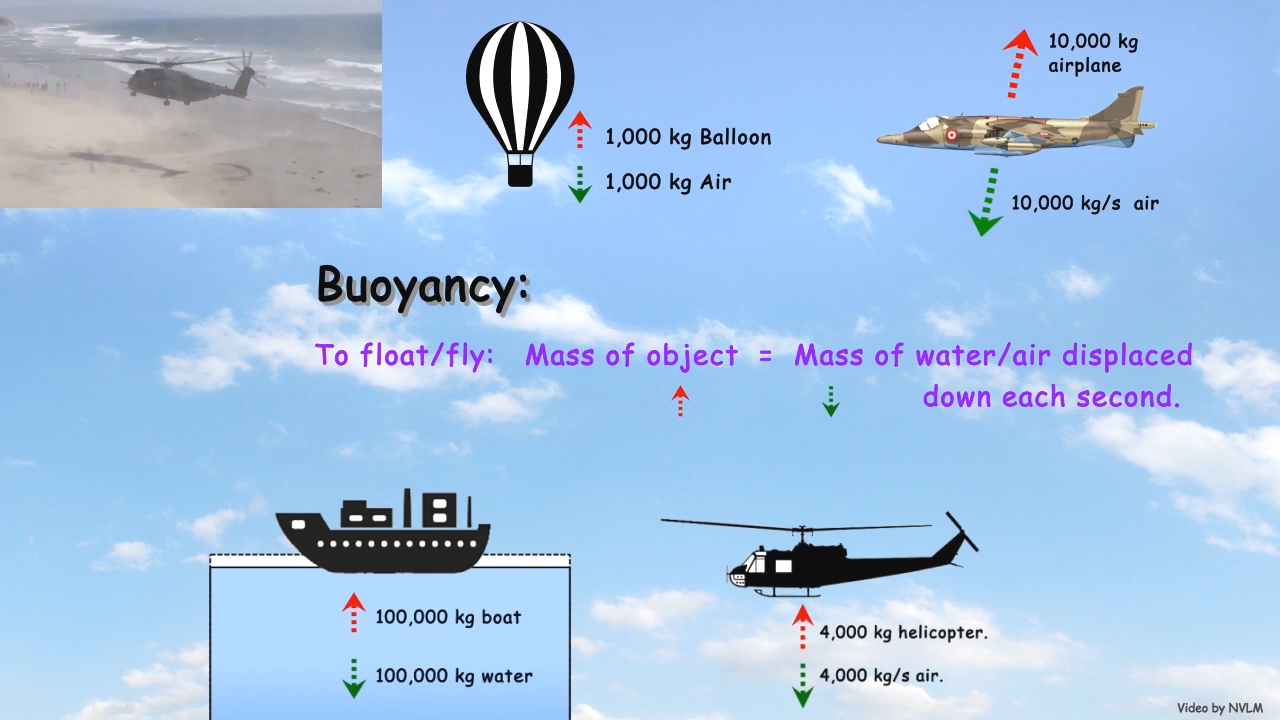 10,000 kg
airplane
1,000 kg Balloon
1,000 kg Air
10,000 kg/s air
Buoyancy:
To float/fly: Mass of object = Mass of water/air displaced
down each second.
100,000 kg boat
100,000 kg water
4,000 kg helicopter.
4,000 kg/s air.
Video by NVLM